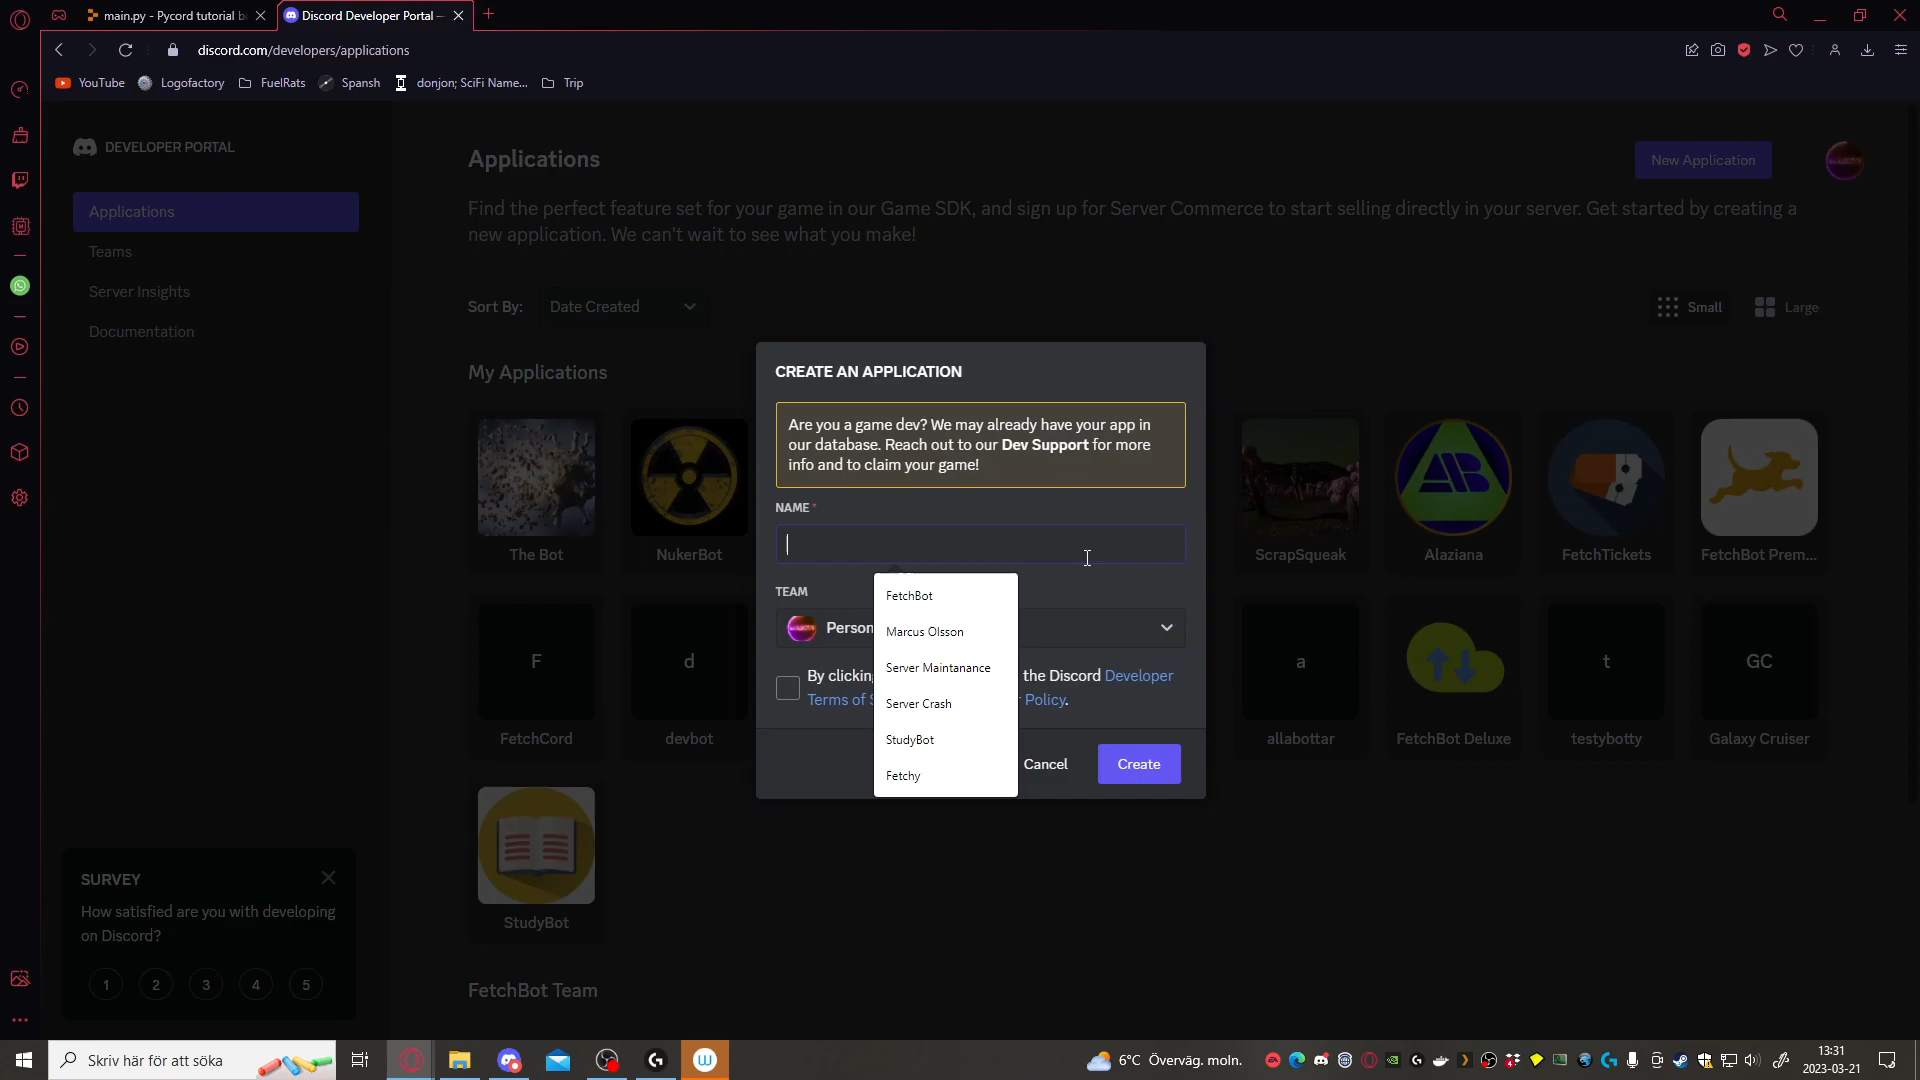 main.py - Pycord tutorial b
Discord Developer Portal —
discord.com/developers/applications
YouTube
Logofactory
FuelRats
Spansh
donjon; SciFi Name...
Trip
DEVELOPER PORTAL
Applications
Teams
Server Insights
Documentation
Applications
New Application
Find the perfect feature set for your game in our Game SDK, and sign up for Server Commerce to start selling directly in your server. Get started by creating a
new application. We can't wait to see what you make!
Sort By:
Date Created
Small
Large
My Applications
CREATE AN APPLICATION
Are you a game dev? We may already have your app in
our database. Reach out to our Dev Support for more
info and to claim your game!
NAME *
TEAM
Person
By clicking
the Discord Developer
Terms of S
Policy.
Cancel
Create
FetchBot
Marcus Olsson
Server Maintanance
Server Crash
StudyBot
Fetchy
The Bot
NukerBot
ScrapSqueak
Alaziana
FetchTickets
FetchBot Prem...
F
d
a
t
GC
FetchCord
devbot
allabottar
FetchBot Deluxe
testybotty
Galaxy Cruiser
StudyBot
SURVEY
How satisfied are you with developing
on Discord?
1
2
3
4
5
FetchBot Team
Skriv här för att söka
6°C Överväg. moln.
13:31
2023-03-21